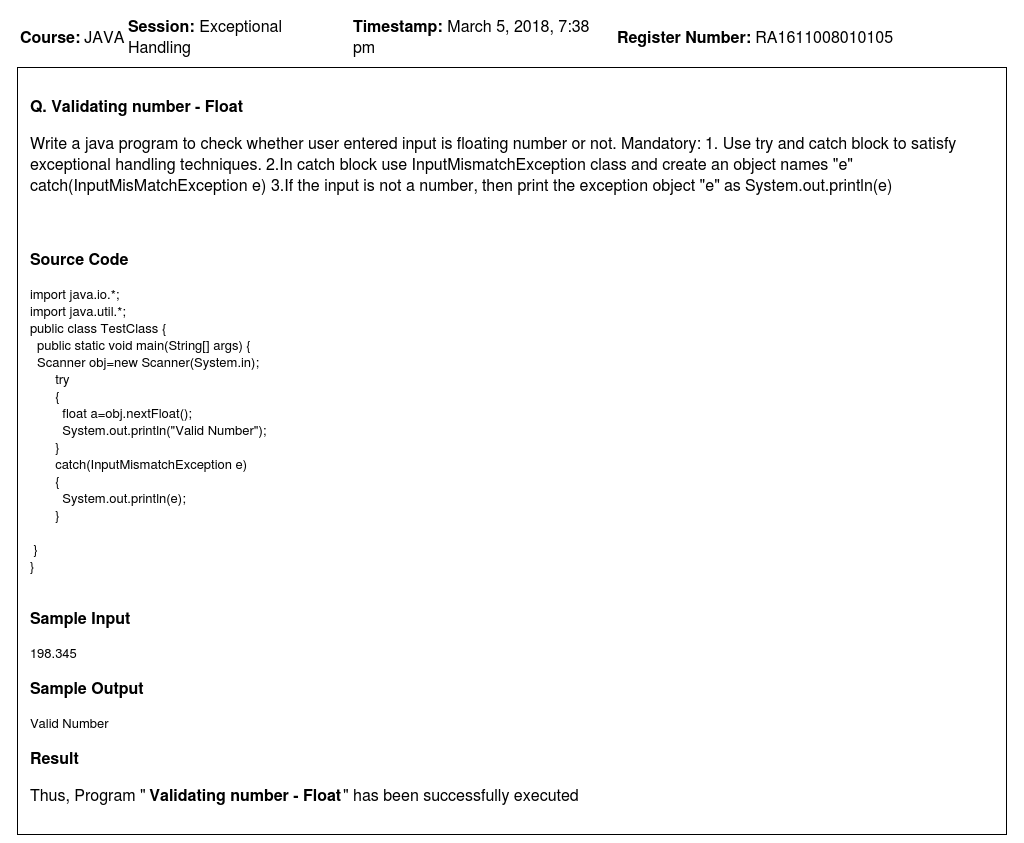 Course: JAVA Session: Exceptional Handling Timestamp: March 5, 2018, 7:38 pm Register Number: RA1611008010105
Q. Validating number - Float
Write a java program to check whether user entered input is floating number or not. Mandatory: 1. Use try and catch block to satisfy
exceptional handling techniques. 2.In catch block use InputMismatchException class and create an object names "e"
catch(InputMisMatchException e) 3.If the input is not a number, then print the exception object "e" as System.out.println(e)
Source Code
import java.io.*;
import java.util.*;
public class TestClass {
public static void main(String[] args) {
Scanner obj=new Scanner(System.in);
try
{
float a=obj.nextFloat();
System.out.println("Valid Number");
}
catch(InputMismatchException e)
{
System.out.println(e);
}
}
}
Sample Input
198.345
Sample Output
Valid Number
Result
Thus, Program " Validating number - Float" has been successfully executed